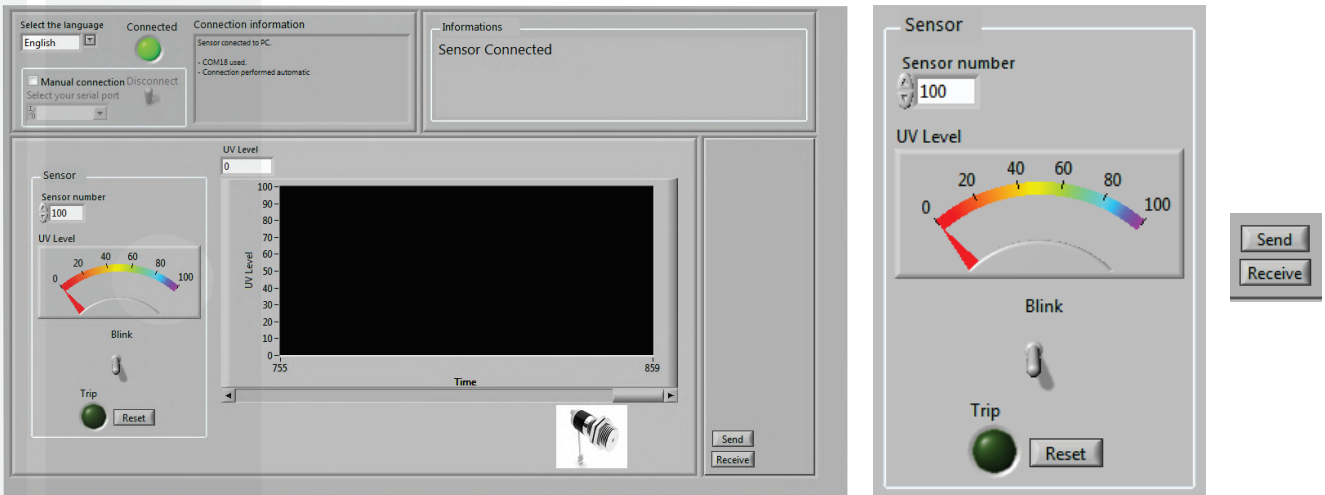 Select the language
English
Connected
Manual connection
Disconnect
Select your serial port
Connection information
Sensor conected to PC.
- COM18 used.
- Connection performed automatic
Informations
Sensor Connected
Sensor
Sensor number
100
UV Level
0 20 40 60 80 100
Blink
Trip
Reset
UV Level
0
100
90
80
70
60
50
40
30
20
10
0
UV Level
755 859
Time
Send
Receive
Sensor
Sensor number
100
UV Level
0 20 40 60 80 100
Blink
Trip
Reset
Send
Receive